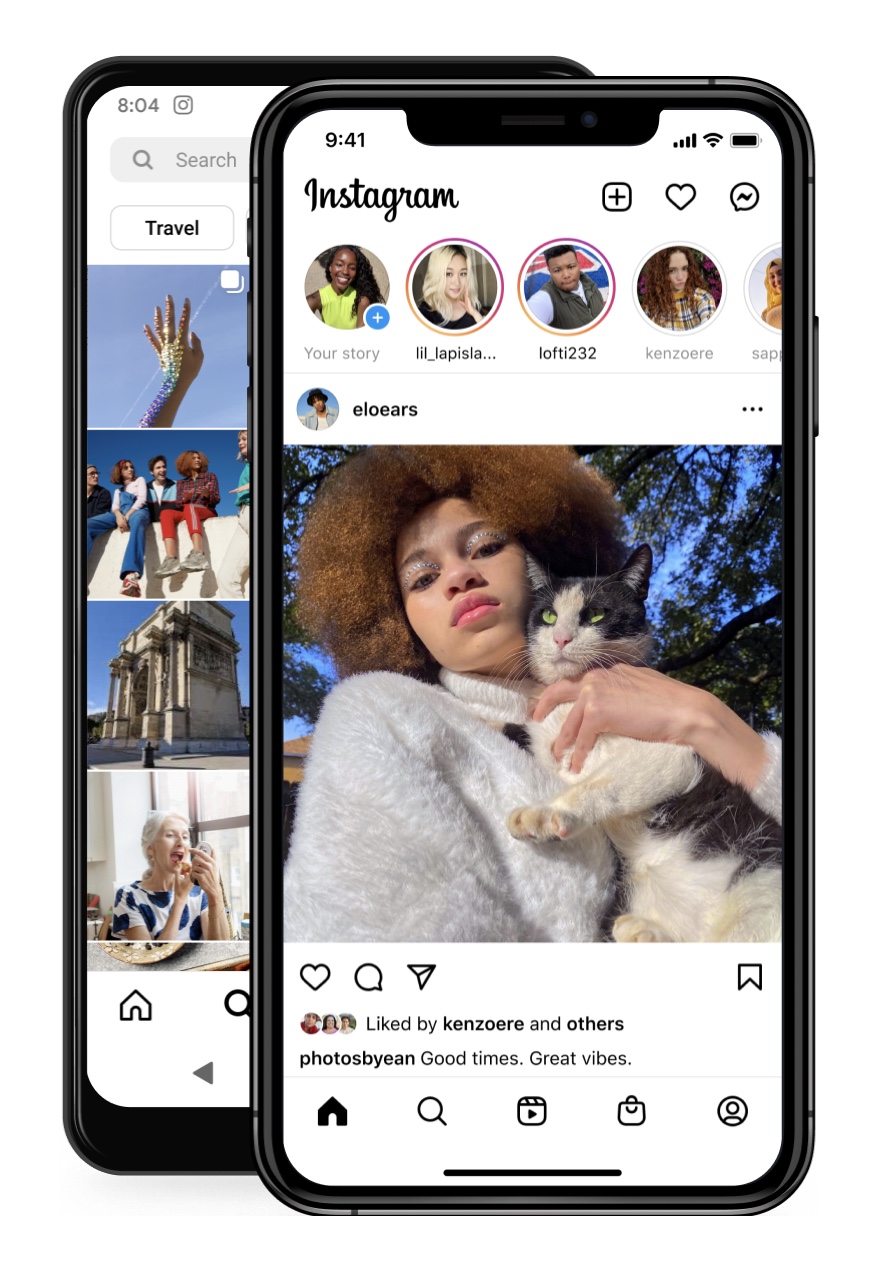 8:04
Search
Travel
9:41
Instagram
Your story
lil_lapisla...
lofti232
kenzoere
sapp
eloears
Liked by kenzoere and others
photosbyean Good times. Great vibes.